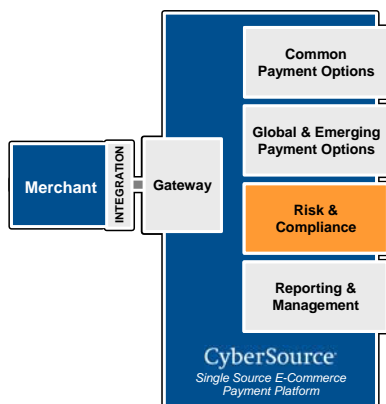 Common
Payment Options
Global & Emerging
Payment Options
Merchant
INTEGRATION
Gateway
Risk &
Compliance
Reporting &
Management
CyberSource®
Single Source E-Commerce
Payment Platform